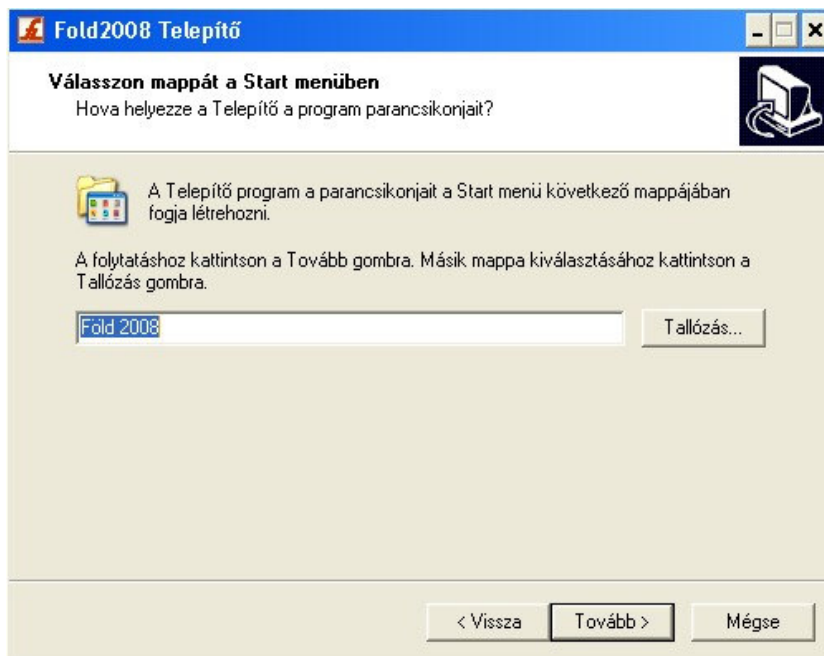 Fold2008 Telepítő
Válasszon mappát a Start menüben
Hova helyezze a Telepítő a program parancsikonjait?
A Telepítő program a parancsikonjait a Start menü következő mappájában
fogja létrehozni.
A folytatáshoz kattintson a Tovább gombra. Másik mappa kiválasztásához kattintson a
Tallózás gombra.
Föld 2008
Tallózás...
< Vissza
Tovább >
Mégse